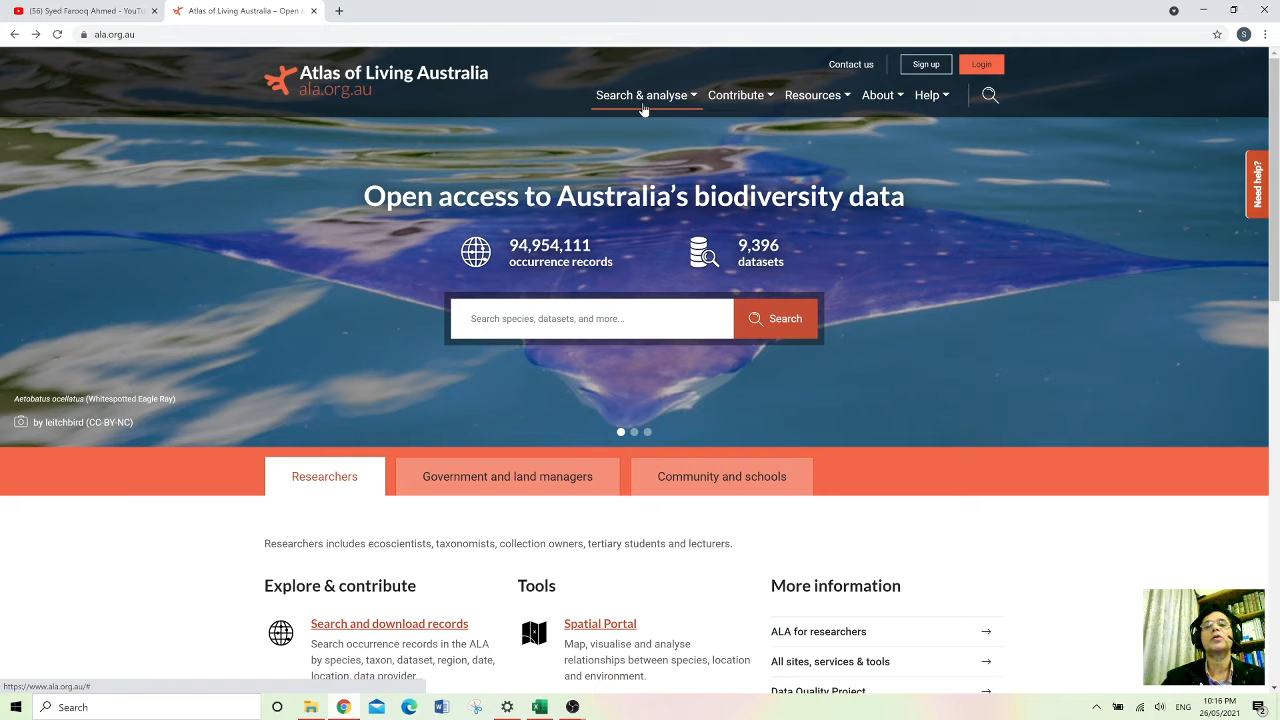 (56) Syed Farooq Ahmed - YouT
Atlas of Living Australia – Open A
ala.org.au
S
Atlas of Living Australia
ala.org.au
Contact us
Sign up
Login
Search & analyse
Contribute
Resources
About
Help
Need help?
Open access to Australia's biodiversity data
94,954,111
occurrence records
9,396
datasets
Search species, datasets, and more...
Search
Aetobatus ocellatus (Whitespotted Eagle Ray)
by leitchbird (CC-BY-NC)
Researchers
Government and land managers
Community and schools
Researchers includes ecoscientists, taxonomists, collection owners, tertiary students and lecturers.
Explore & contribute
Search and download records
Search occurrence records in the ALA
by species, taxon, dataset, region, date,
location, data provider
Tools
Spatial Portal
Map, visualise and analyse
relationships between species, location
and environment.
More information
ALA for researchers
All sites, services & tools
Data Quality Project
https://www.ala.org.au/#
Search
ENG
10:16 PM
26/05/2021
2